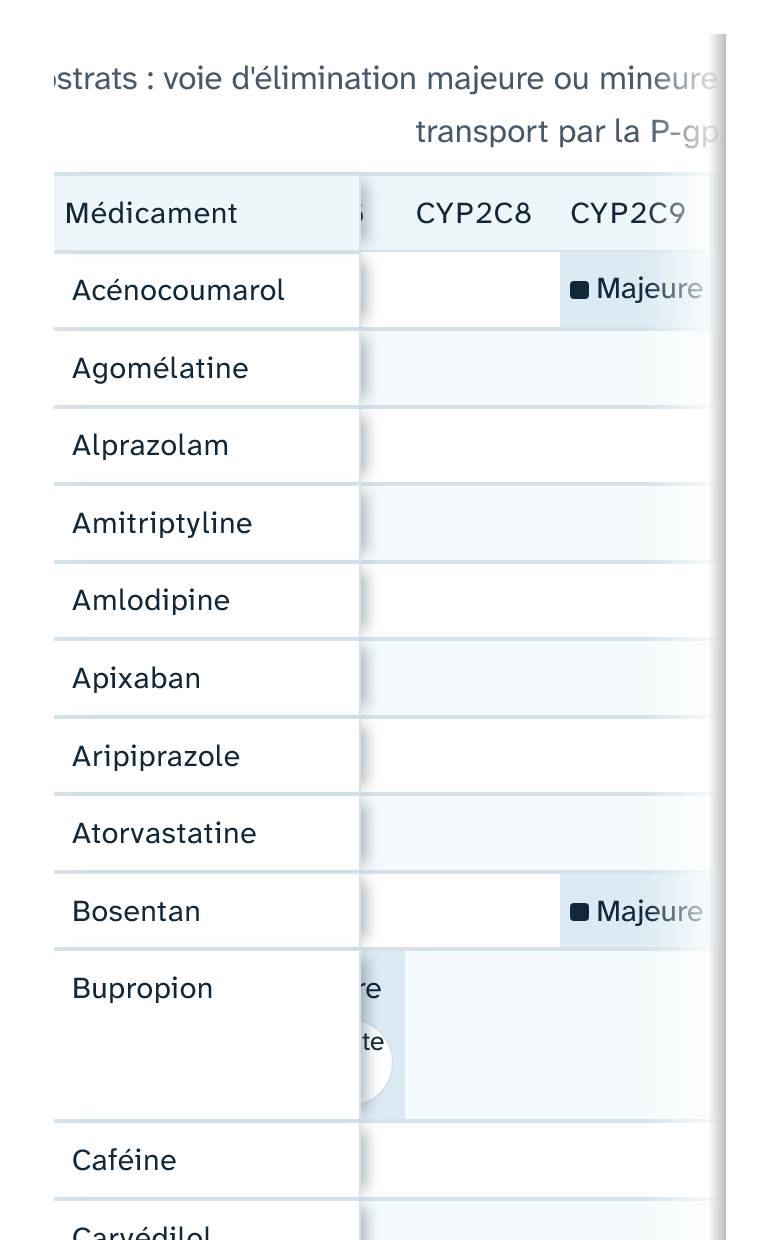 : voie d'élimination majeure ou mineure
transport par la P-gp
Médicament CYP2C8 CYP2C9
Acénocoumarol Majeure
Agomélatine
Alprazolam
Amitriptyline
Amlodipine
Apixaban
Aripiprazole
Atorvastatine
Bosentan Majeure
Bupropion
Caféine
Carvédilol